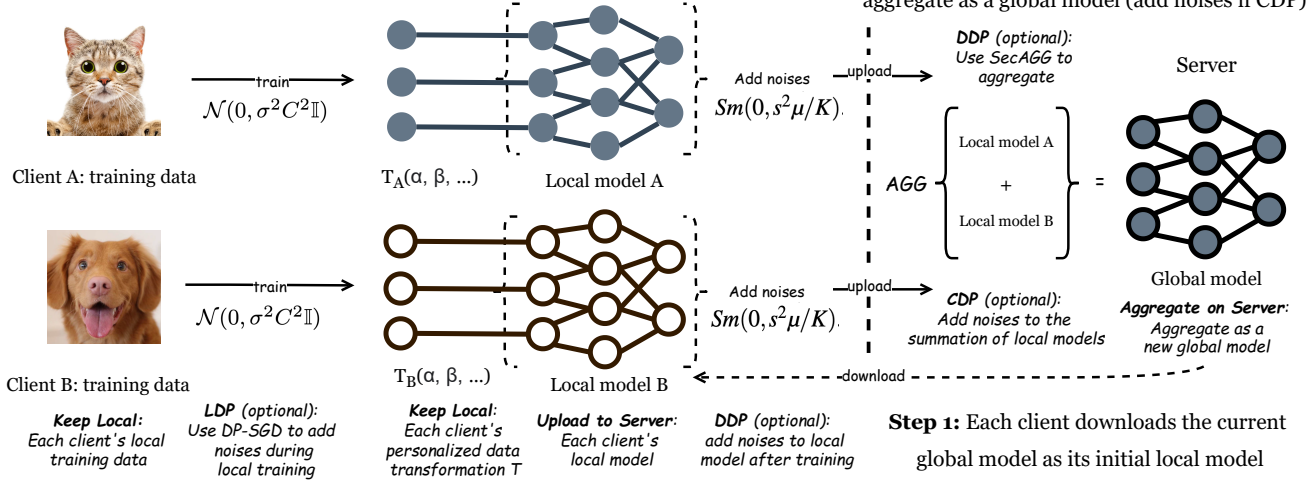 aggregate as a global model (add noises if CDP)
train
𝒩(0, σ²C²𝕀)
Client A: training data
T_A(α, β, ...)
Local model A
Add noises
Sm(0, s²μ/K).
upload
DDP (optional):
Use SecAGG to
aggregate
Server
AGG
Local model A
+
Local model B
=
Global model
Aggregate on Server:
Aggregate as a
new global model
train
𝒩(0, σ²C²𝕀)
Client B: training data
T_B(α, β, ...)
Local model B
Add noises
Sm(0, s²μ/K).
upload
CDP (optional):
Add noises to the
summation of local models
download
Keep Local:
Each client's local
training data
LDP (optional):
Use DP-SGD to add
noises during
local training
Keep Local:
Each client's
personalized data
transformation T
Upload to Server:
Each client's
local model
DDP (optional):
add noises to local
model after training
Step 1: Each client downloads the current
global model as its initial local model